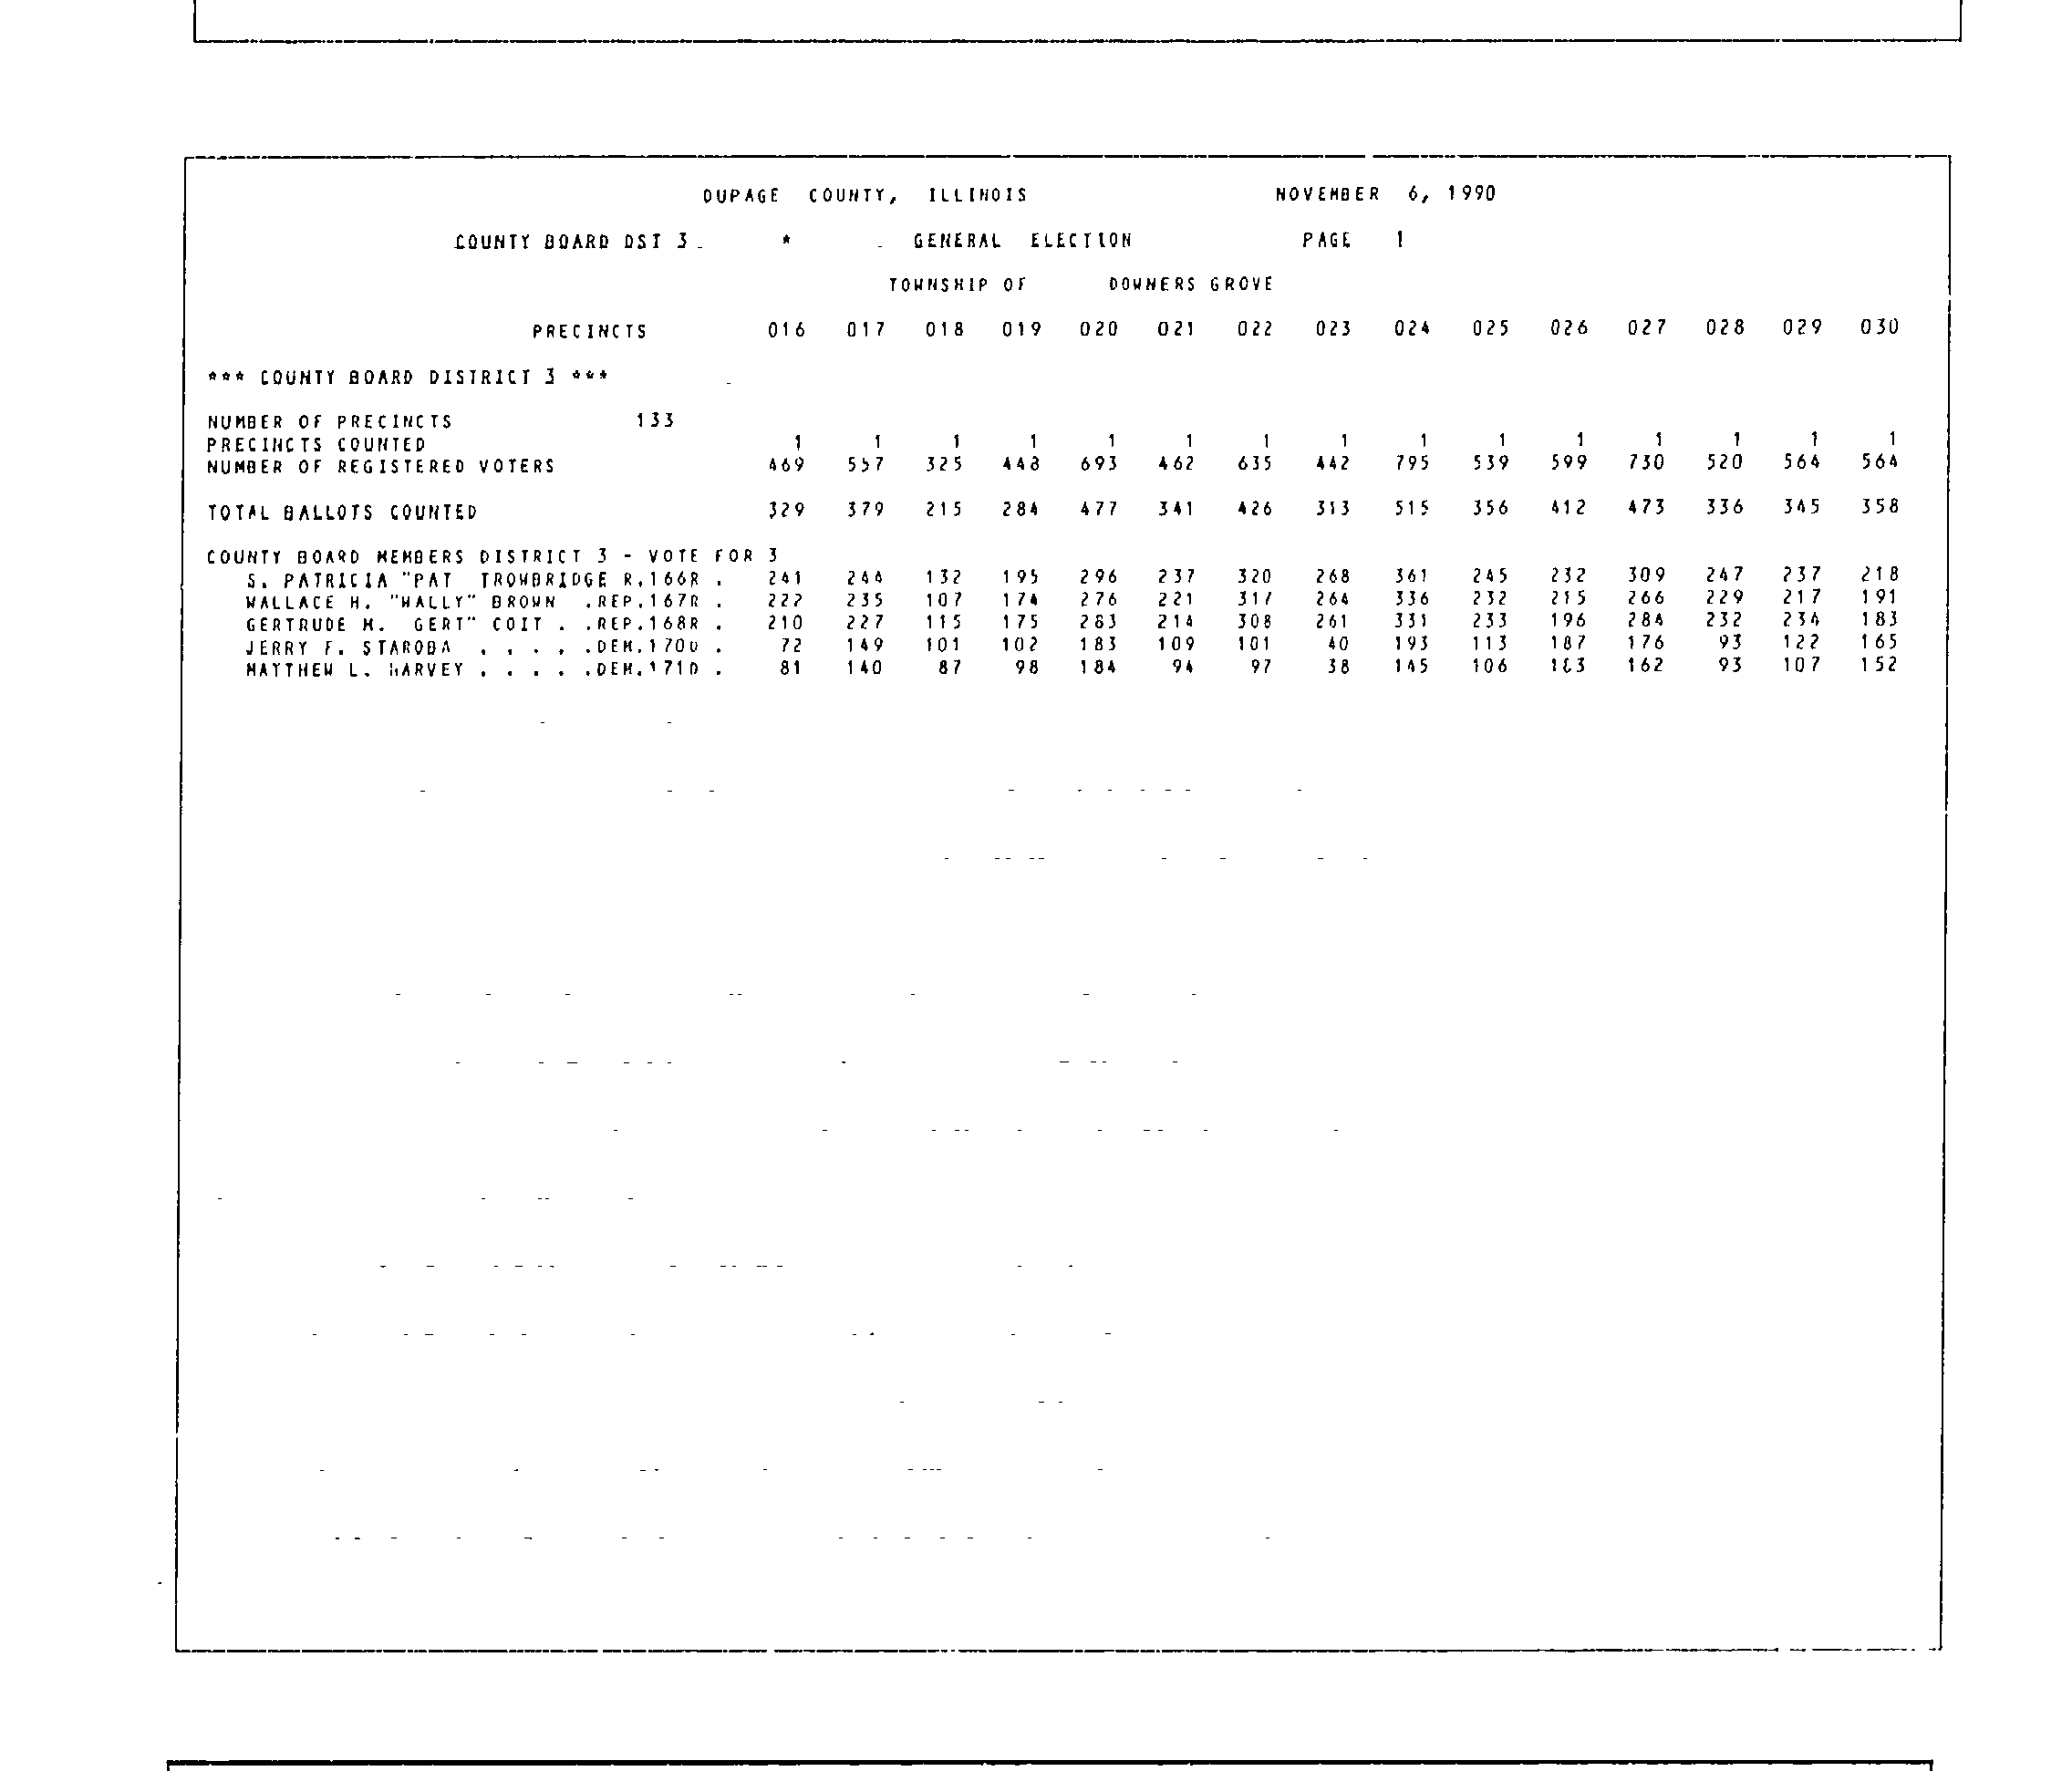 DUPAGE COUNTY, ILLINOIS NOVEMBER 6, 1990
COUNTY BOARD DST 3 * GENERAL ELECTION PAGE 1
TOWNSHIP OF DOWNERS GROVE
PRECINCTS 016 017 018 019 020 021 022 023 024 025 026 027 028 029 030
*** COUNTY BOARD DISTRICT 3 ***
NUMBER OF PRECINCTS 133
PRECINCTS COUNTED 1 1 1 1 1 1 1 1 1 1 1 1 1 1 1
NUMBER OF REGISTERED VOTERS 469 557 325 448 693 462 635 442 795 539 599 730 520 564 564
TOTAL BALLOTS COUNTED 329 379 215 284 477 341 426 313 515 356 412 473 336 345 358
COUNTY BOARD MEMBERS DISTRICT 3 - VOTE FOR 3
S. PATRICIA "PAT TROWBRIDGE R.166R . 241 244 132 195 296 237 320 268 361 245 232 309 247 237 218
WALLACE H. "WALLY" BROWN .REP.167R . 222 235 107 174 276 221 317 264 336 232 215 266 229 217 191
GERTRUDE M. GERT" COIT . .REP.168R . 210 227 115 175 283 214 308 261 331 233 196 284 232 234 183
JERRY F. STAROBA . . . . .DEM.170D . 72 149 101 102 183 109 101 40 193 113 187 176 93 122 165
MATTHEW L. HARVEY . . . . .DEM.171D . 81 140 87 98 184 94 97 38 145 106 162 93 107 152